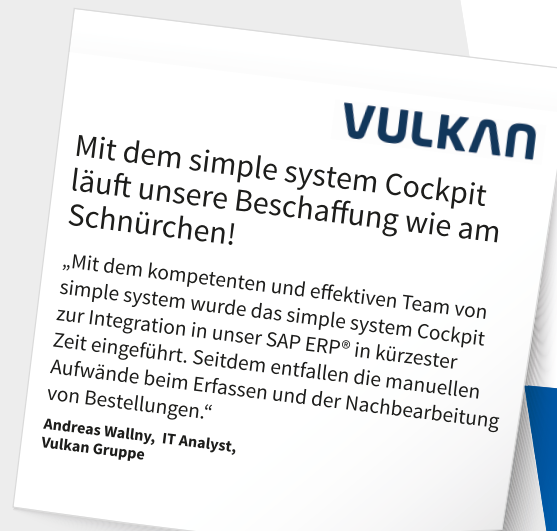 VULKAN
Mit dem simple system Cockpit
läuft unsere Beschaffung wie am
Schnürchen!
„Mit dem kompetenten und effektiven Team von
simple system wurde das simple system Cockpit
zur Integration in unser SAP ERP® in kürzester
Zeit eingeführt. Seitdem entfallen die manuellen
Aufwände beim Erfassen und der Nachbearbeitung
von Bestellungen.“
Andreas Wallny, IT Analyst,
Vulkan Gruppe